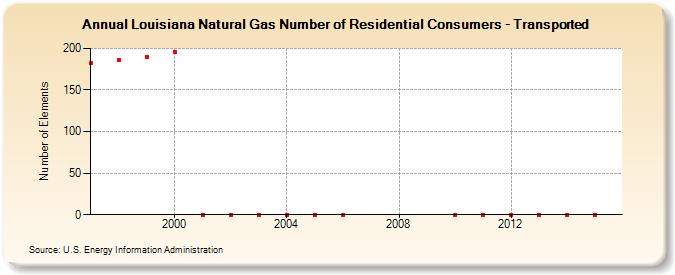 Annual Louisiana Natural Gas Number of Residential Consumers - Transported
Number of Elements
200
150
100
50
0
2000 2004 2008 2012
Source: U.S. Energy Information Administration